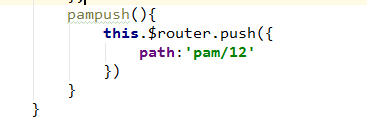 pampush(){
this.$router.push({
path:'pam/12'
})
}
}